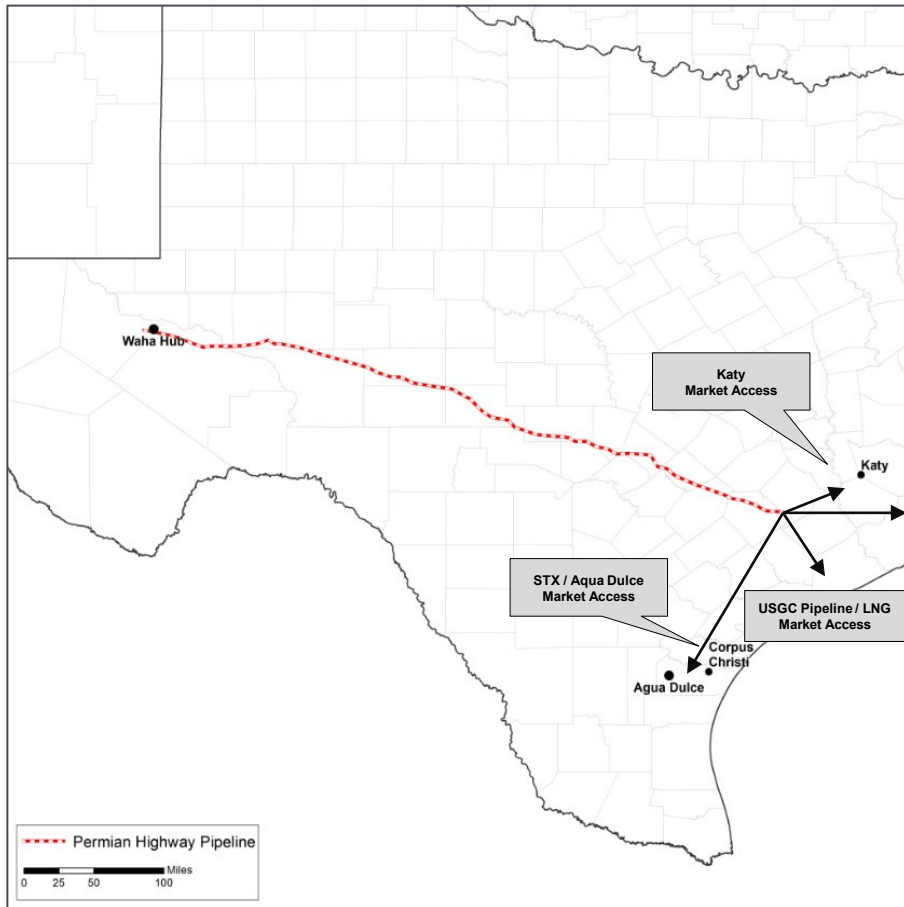 Waha Hub
Katy
Market Access
Katy
STX / Aqua Dulce
Market Access
USGC Pipeline / LNG
Market Access
Corpus
Christi
Agua Dulce
Permian Highway Pipeline
Miles
0 25 50 100